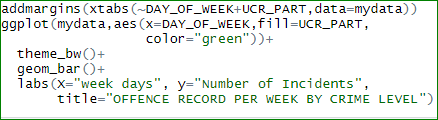 addmargins(xtabs(~DAY_OF_WEEK+UCR_PART,data=mydata))
ggplot(mydata,aes(x=DAY_OF_WEEK,fill=UCR_PART,
color="green"))+
theme_bw()+
geom_bar()+
labs(X="week days", y="Number of Incidents",
title="OFFENCE RECORD PER WEEK BY CRIME LEVEL")